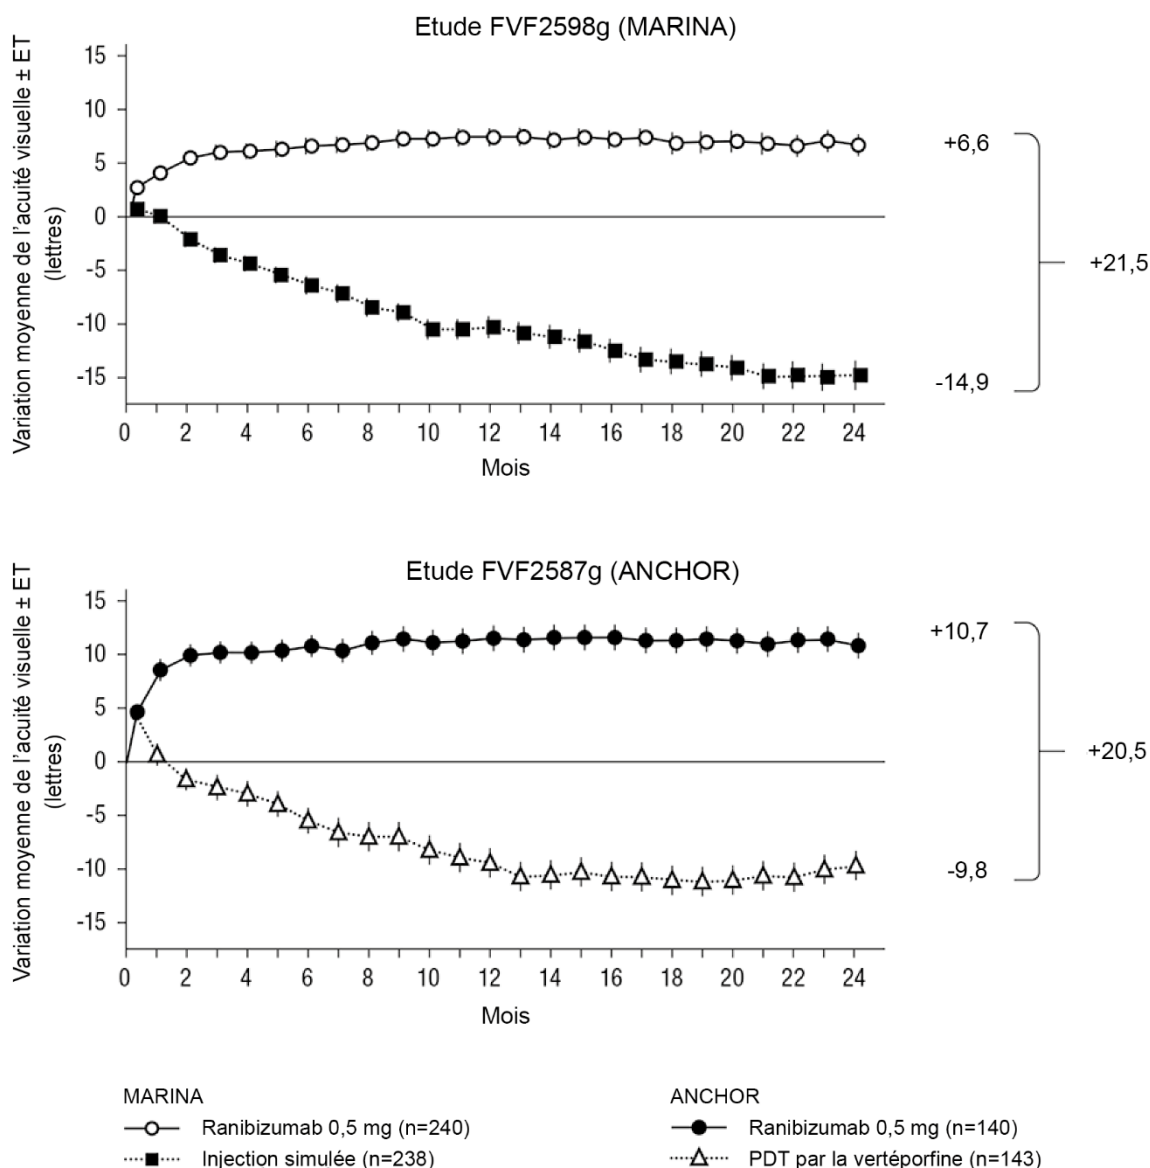 Etude FVF2598g (MARINA)
Variation moyenne de l'acuité visuelle ± ET
(lettres)
15
10
5
0
-5
-10
-15
0 2 4 6 8 10 12 14 16 18 20 22 24
Mois
+6,6
+21,5
-14,9
Etude FVF2587g (ANCHOR)
Variation moyenne de l'acuité visuelle ± ET
(lettres)
15
10
5
0
-5
-10
-15
0 2 4 6 8 10 12 14 16 18 20 22 24
Mois
+10,7
+20,5
-9,8
MARINA
Ranibizumab 0,5 mg (n=240)
Injection simulée (n=238)
ANCHOR
Ranibizumab 0,5 mg (n=140)
PDT par la vertéporfine (n=143)